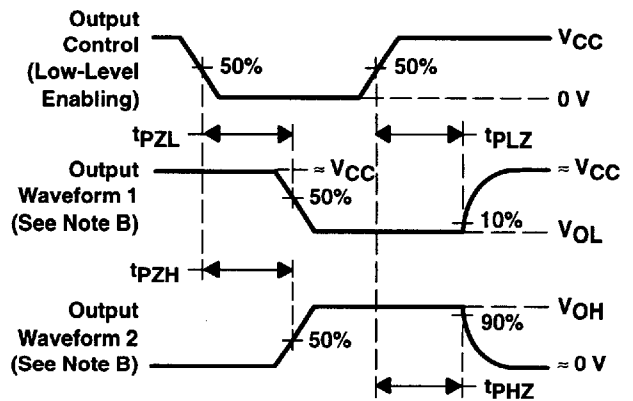 Output
Control
(Low-Level
Enabling)
50%
50%
VCC
0 V
tPZL
tPLZ
Output
Waveform 1
(See Note B)
≈ VCC
50%
≈ VCC
10%
VOL
tPZH
Output
Waveform 2
(See Note B)
50%
VOH
90%
≈ 0 V
tPHZ